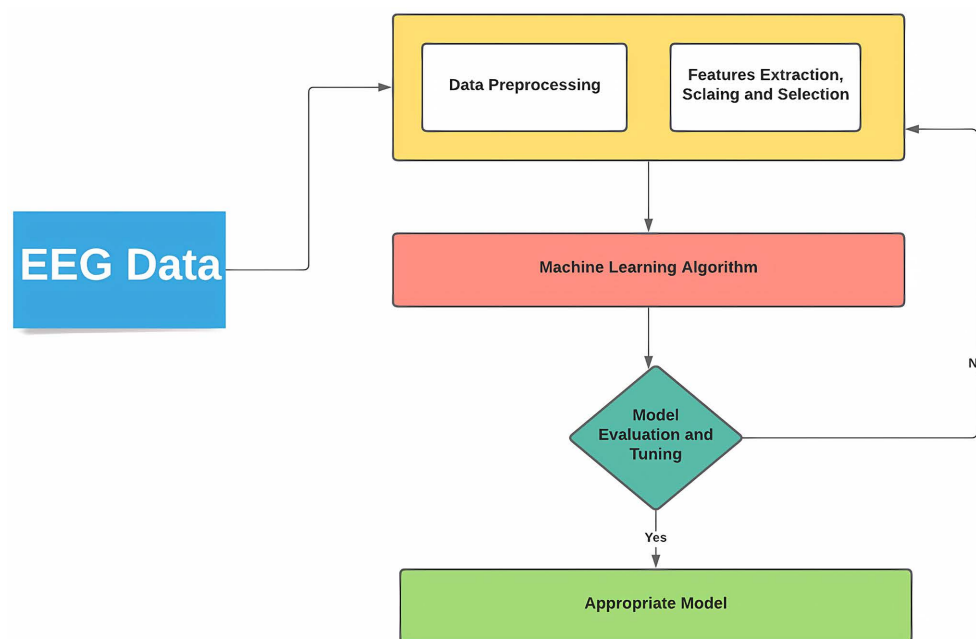 Data Preprocessing
Features Extraction,
Sclaing and Selection
EEG Data
Machine Learning Algorithm
Model
Evaluation and
Tuning
Yes
Appropriate Model